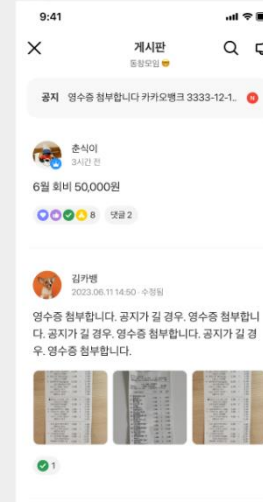 9:41
게시판
동창모임
공지 영수증 첨부합니다 카카오뱅크 3333-12-1..
N
춘식이
3시간 전
6월 회비 50,000원
8 댓글 2
김카뱅
2023.06.11 14:50 · 수정됨
영수증 첨부합니다. 공지가 길 경우. 영수증 첨부합니
다. 공지가 길 경우. 영수증 첨부합니다. 공지가 길 경
우. 영수증 첨부합니다.
1